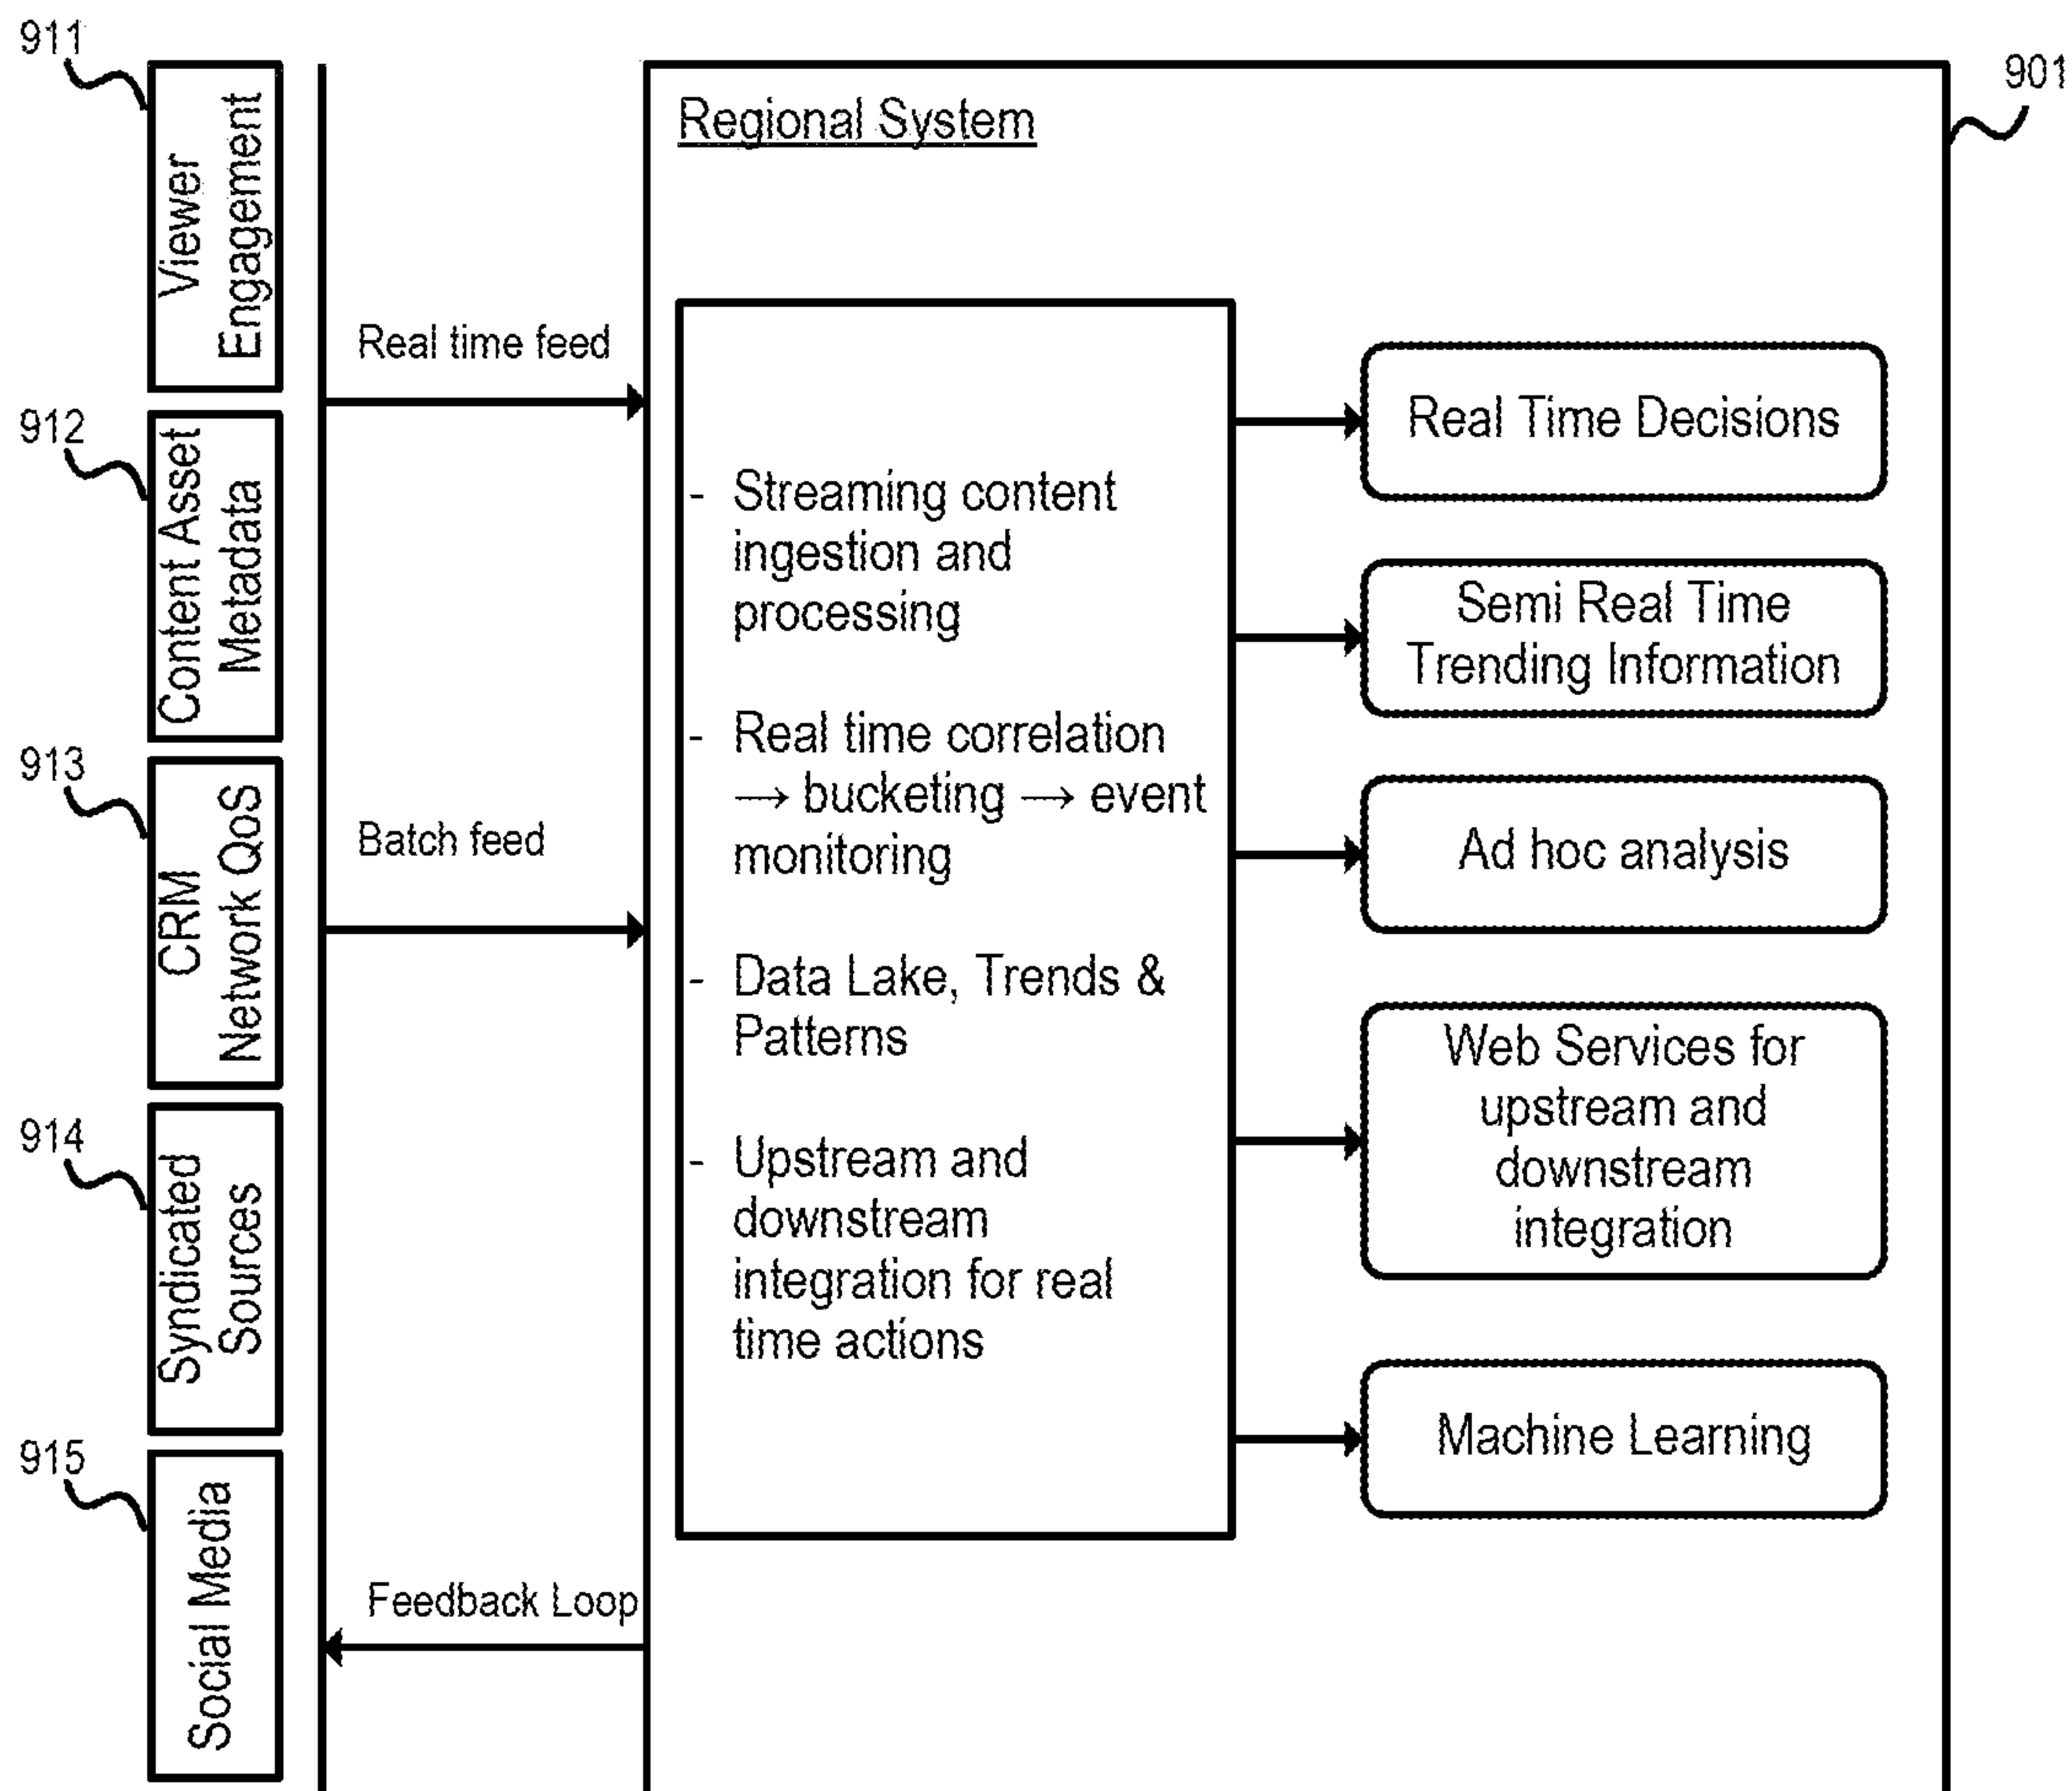 911
Viewer
Engagement
912
Content Asset
Metadata
913
CRM
Network QoS
914
Syndicated
Sources
915
Social Media
Real time feed
Batch feed
Feedback Loop
901
Regional System
- Streaming content
ingestion and
processing
- Real time correlation
→ bucketing → event
monitoring
- Data Lake, Trends &
Patterns
- Upstream and
downstream
integration for real
time actions
Real Time Decisions
Semi Real Time
Trending Information
Ad hoc analysis
Web Services for
upstream and
downstream
integration
Machine Learning